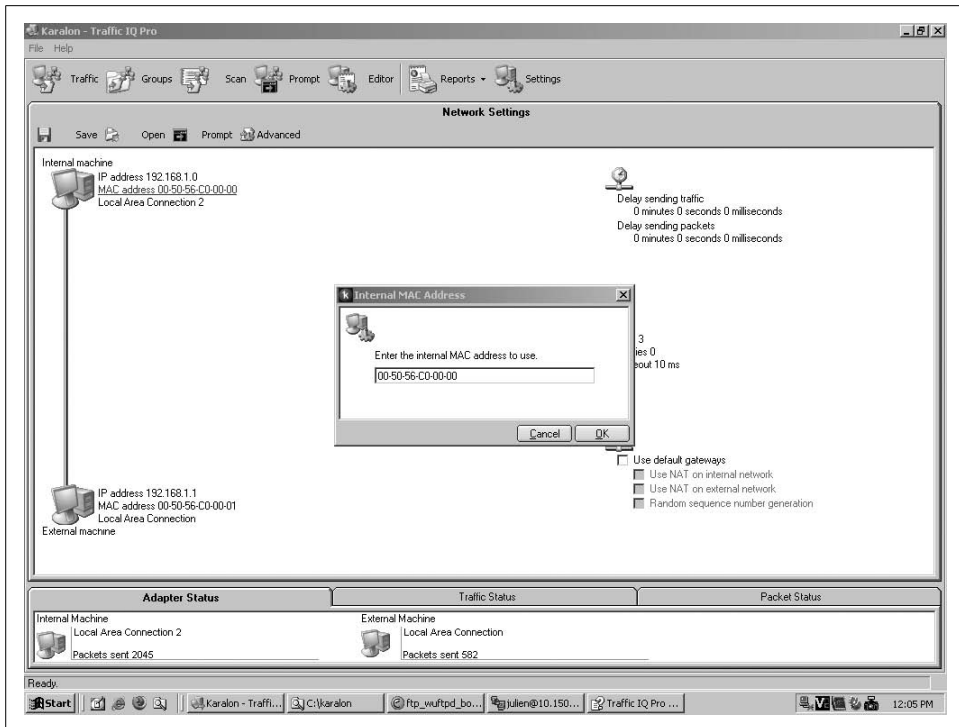 Karalon - Traffic IQ Pro
File Help
Traffic Groups Scan Prompt Editor Reports Settings
Network Settings
Save Open Prompt Advanced
Internal machine
IP address 192.168.1.0
MAC address 00-50-56-C0-00-00
Local Area Connection 2
Delay sending traffic
0 minutes 0 seconds 0 milliseconds
Delay sending packets
0 minutes 0 seconds 0 milliseconds
Internal MAC Address
Enter the internal MAC address to use.
00-50-56-C0-00-00
Cancel OK
3
ies 0
eout 10 ms
Use default gateways
Use NAT on internal network
Use NAT on external network
Random sequence number generation
IP address 192.168.1.1
MAC address 00-50-56-C0-00-01
Local Area Connection
External machine
Adapter Status Traffic Status Packet Status
Internal Machine
Local Area Connection 2
Packets sent 2045
External Machine
Local Area Connection
Packets sent 582
Ready.
Start Karalon - Traffi... C:\karalon ftp_wuftpd_bo... julien@10.150... Traffic IQ Pro ... 12:05 PM